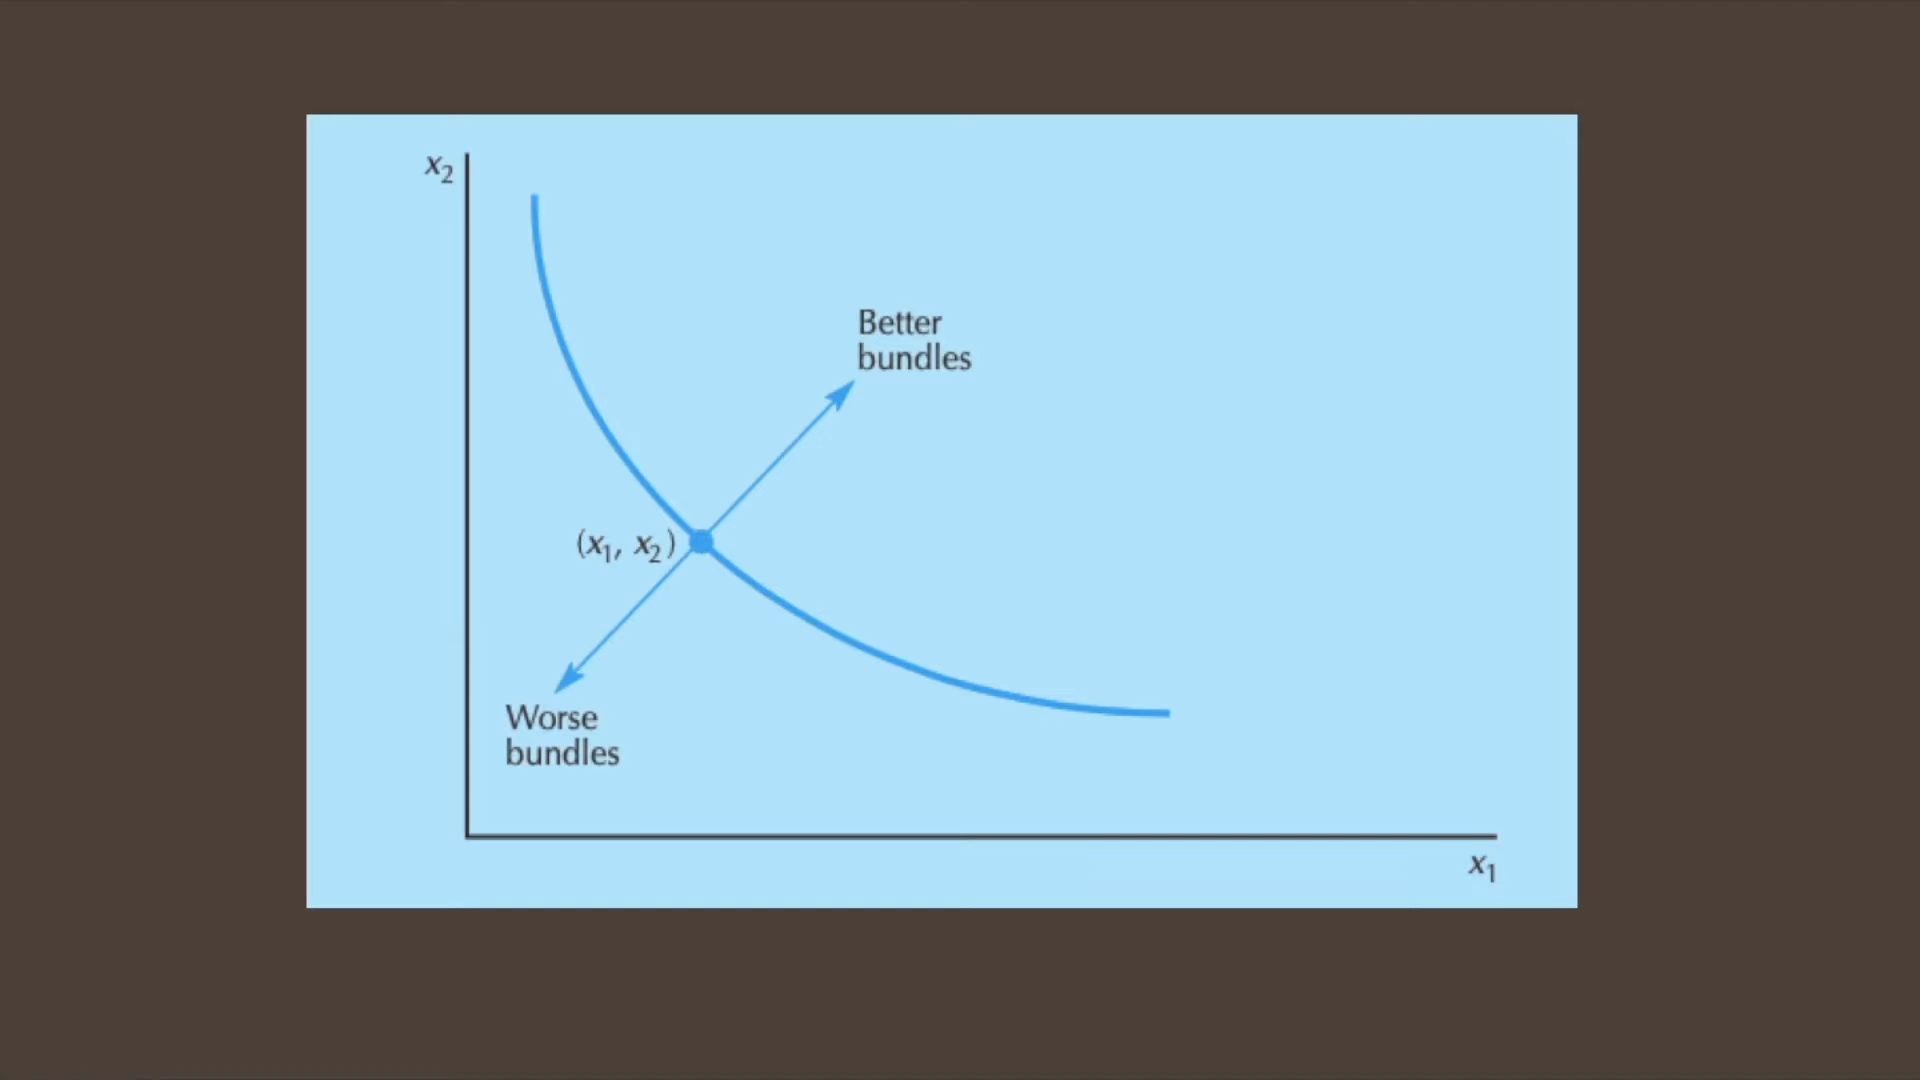 x₂
Better
bundles
(x₁, x₂)
Worse
bundles
x₁